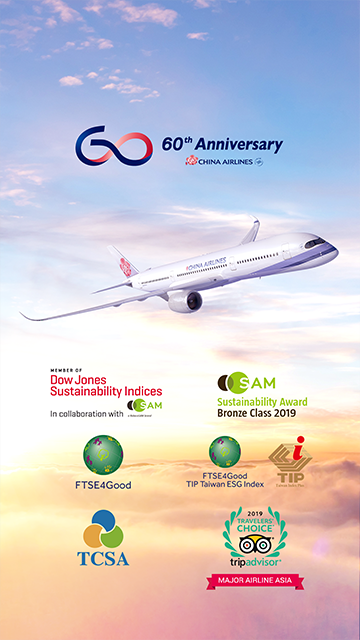 60 60th Anniversary
CHINA AIRLINES
CHINA AIRLINES
MEMBER OF
Dow Jones
Sustainability Indices
In collaboration with SAM
SAM
Sustainability Award
Bronze Class 2019
FTSE4Good
FTSE4Good
TIP Taiwan ESG Index
TIP
TCSA
2019
TRAVELERS'
CHOICE
tripadvisor
MAJOR AIRLINE ASIA